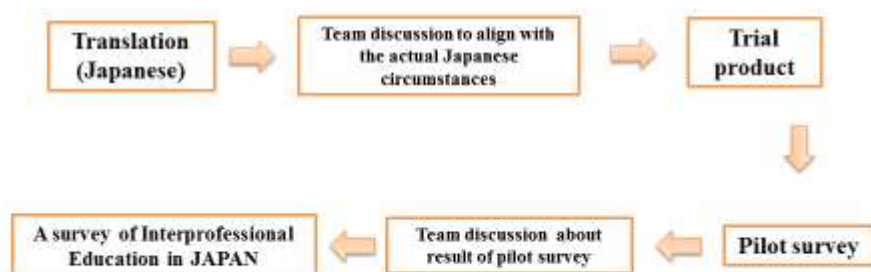 Translation
(Japanese)
Team discussion to align with
the actual Japanese
circumstances
Trial
product
Pilot survey
Team discussion about
result of pilot survey
A survey of Interprofessional
Education in JAPAN